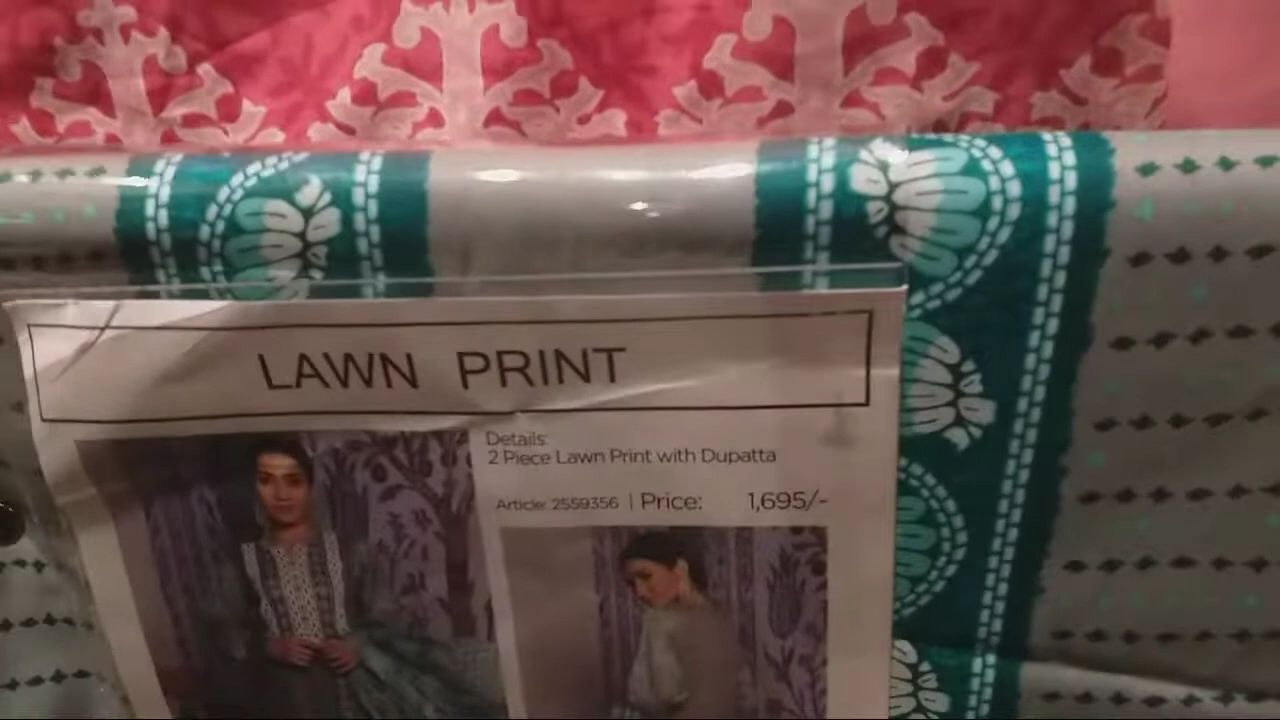 LAWN PRINT
Details:
2 Piece Lawn Print with Dupatta
Article: 2559356 | Price: 1,695/-